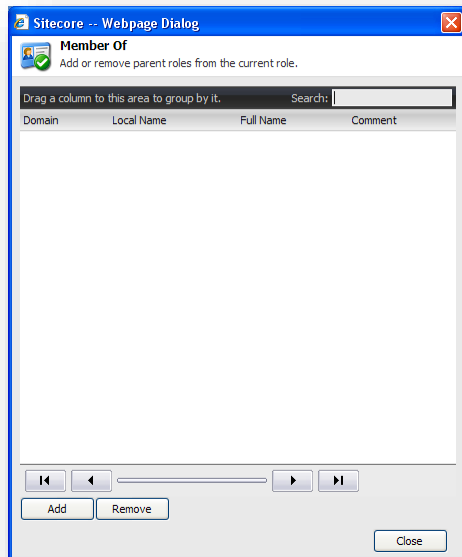 Sitecore -- Webpage Dialog
Member Of
Add or remove parent roles from the current role.
Drag a column to this area to group by it. Search:
Domain Local Name Full Name Comment
Add Remove
Close